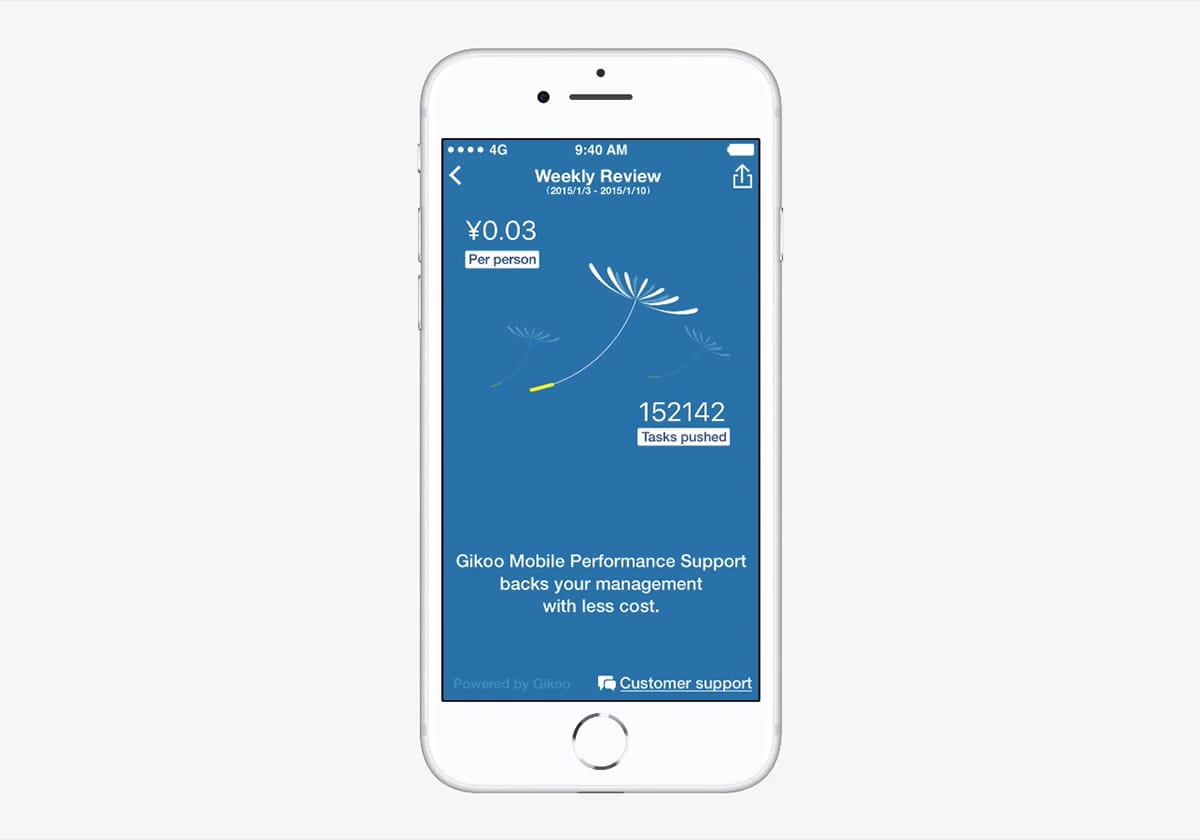 4G 9:40 AM
Weekly Review
(2015/1/3 - 2015/1/10)
¥0.03
Per person
152142
Tasks pushed
Gikoo Mobile Performance Support
backs your management
with less cost.
Powered by Gikoo Customer support